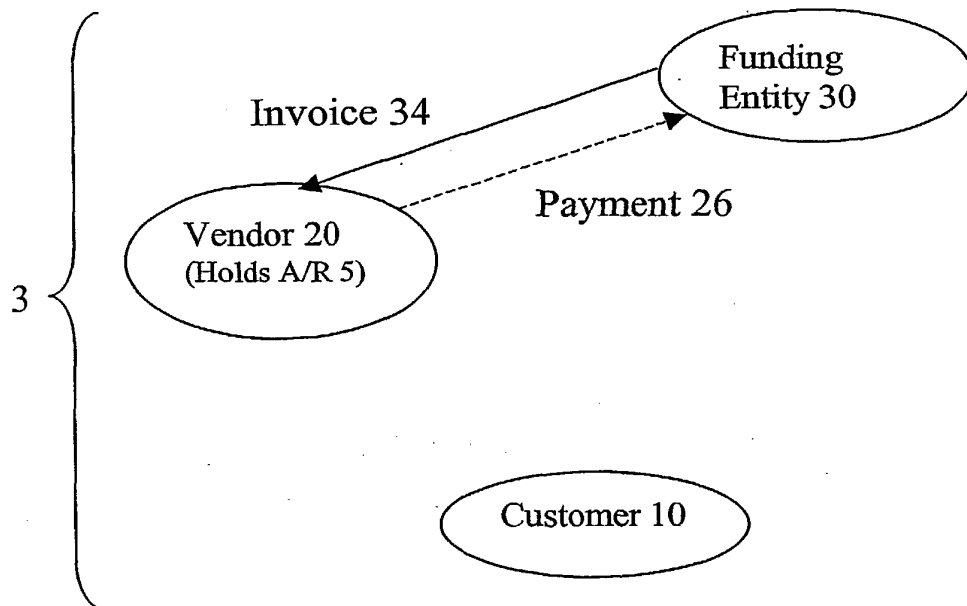 Funding
Entity 30
Invoice 34
Payment 26
Vendor 20
(Holds A/R 5)
3
Customer 10